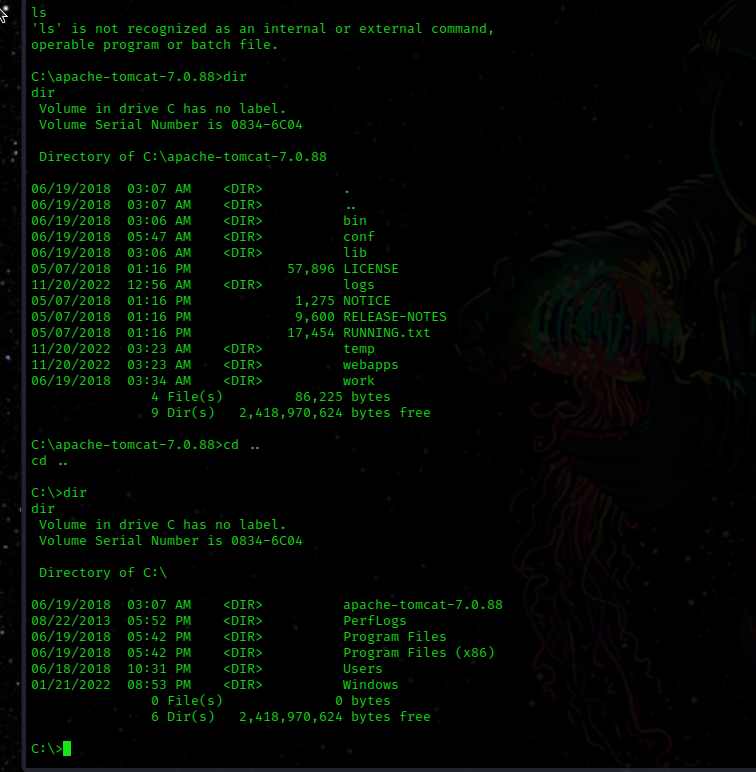 ls
'ls' is not recognized as an internal or external command,
operable program or batch file.
C:\apache-tomcat-7.0.88>dir
dir
 Volume in drive C has no label.
 Volume Serial Number is 0834-6C04
 Directory of C:\apache-tomcat-7.0.88
06/19/2018  03:07 AM    <DIR>          .
06/19/2018  03:07 AM    <DIR>          ..
06/19/2018  03:06 AM    <DIR>          bin
06/19/2018  05:47 AM    <DIR>          conf
06/19/2018  03:06 AM    <DIR>          lib
05/07/2018  01:16 PM            57,896 LICENSE
11/20/2022  12:56 AM    <DIR>          logs
05/07/2018  01:16 PM             1,275 NOTICE
05/07/2018  01:16 PM             9,600 RELEASE-NOTES
05/07/2018  01:16 PM            17,454 RUNNING.txt
11/20/2022  03:23 AM    <DIR>          temp
11/20/2022  03:23 AM    <DIR>          webapps
06/19/2018  03:34 AM    <DIR>          work
               4 File(s)         86,225 bytes
               9 Dir(s)   2,418,970,624 bytes free
C:\apache-tomcat-7.0.88>cd ..
cd ..
C:\>dir
dir
 Volume in drive C has no label.
 Volume Serial Number is 0834-6C04
 Directory of C:\
06/19/2018  03:07 AM    <DIR>          apache-tomcat-7.0.88
08/22/2013  05:52 PM    <DIR>          PerfLogs
06/19/2018  05:42 PM    <DIR>          Program Files
06/19/2018  05:42 PM    <DIR>          Program Files (x86)
06/18/2018  10:31 PM    <DIR>          Users
01/21/2022  08:53 PM    <DIR>          Windows
               0 File(s)              0 bytes
               6 Dir(s)   2,418,970,624 bytes free
C:\>